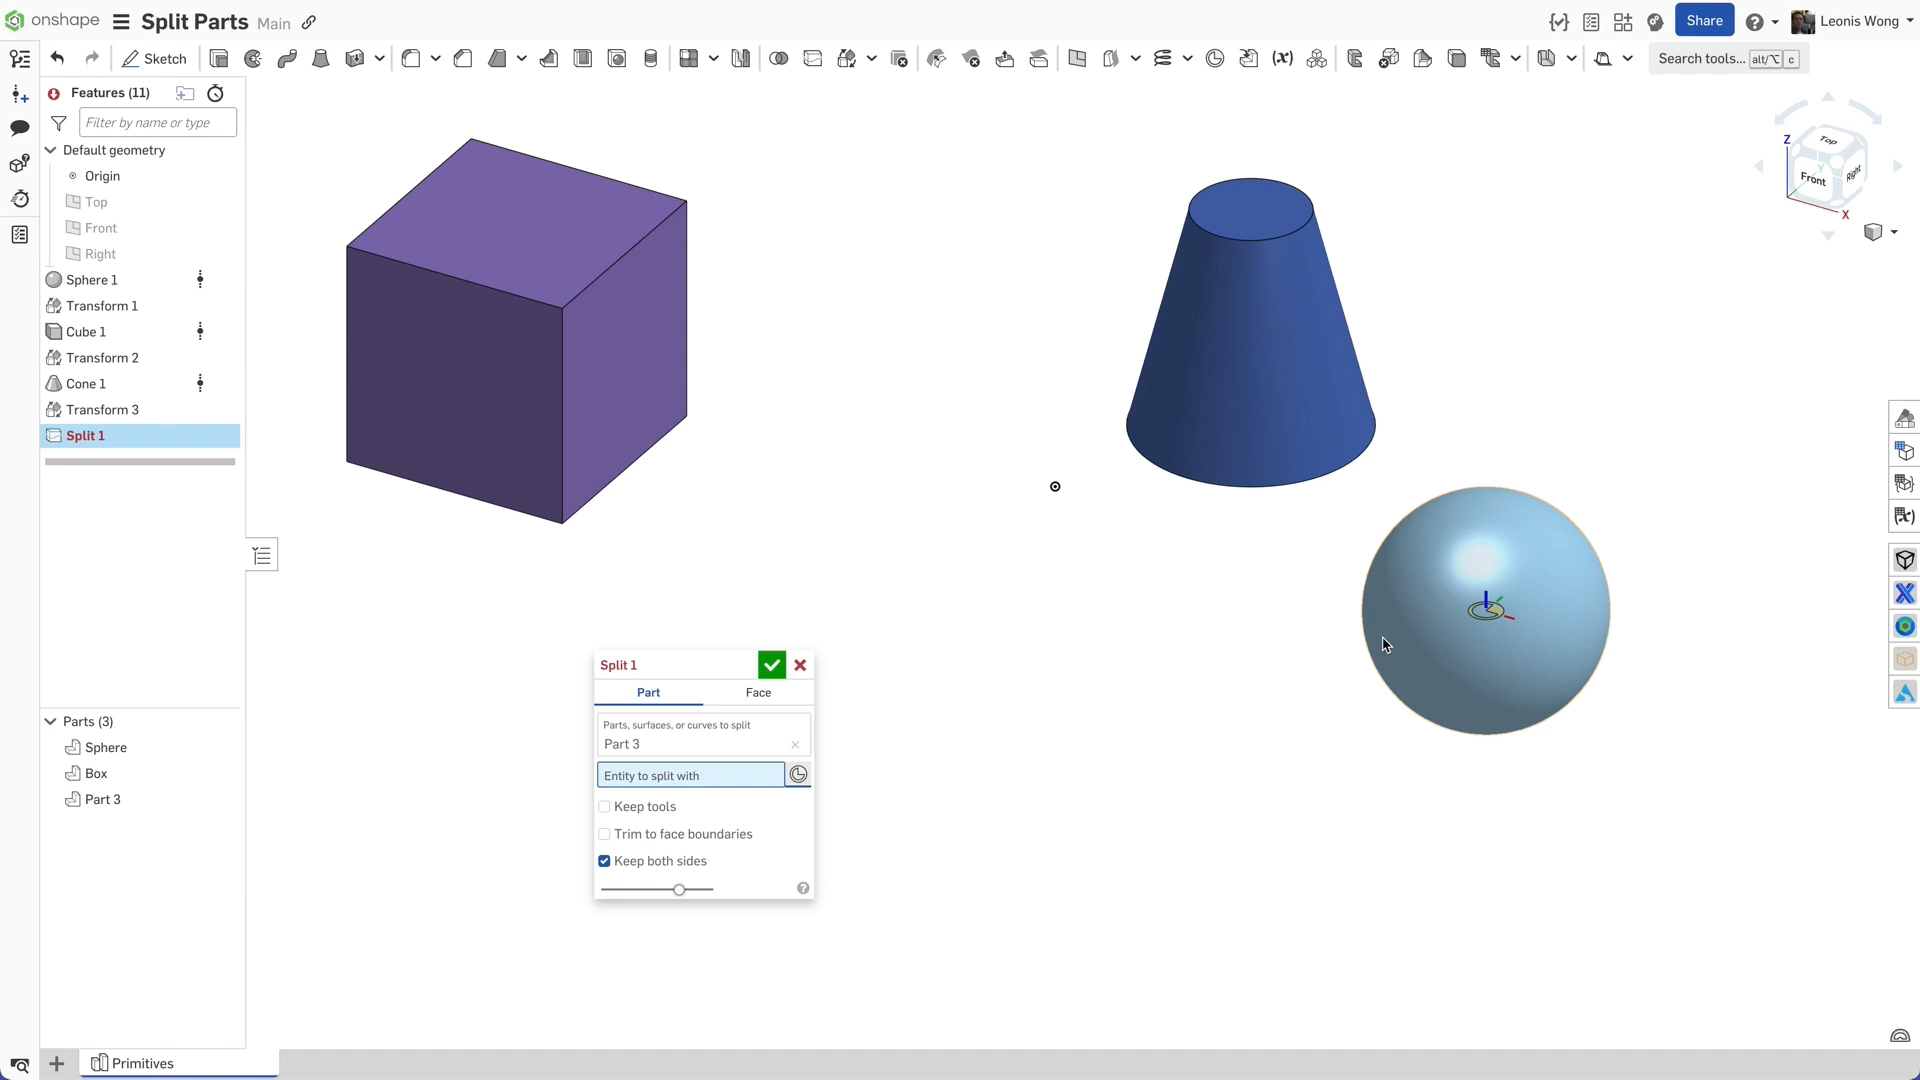 onshape
Split Parts Main
Share
Leonis Wong
Sketch
Search tools... alt/⌥ c
Features (11)
Filter by name or type
Default geometry
Origin
Top
Front
Right
Sphere 1
Transform 1
Cube 1
Transform 2
Cone 1
Transform 3
Split 1
Z
Top
Y
Front
Right
X
Split 1
Part
Face
Parts, surfaces, or curves to split
Part 3
Entity to split with
Keep tools
Trim to face boundaries
Keep both sides
Parts (3)
Sphere
Box
Part 3
Primitives